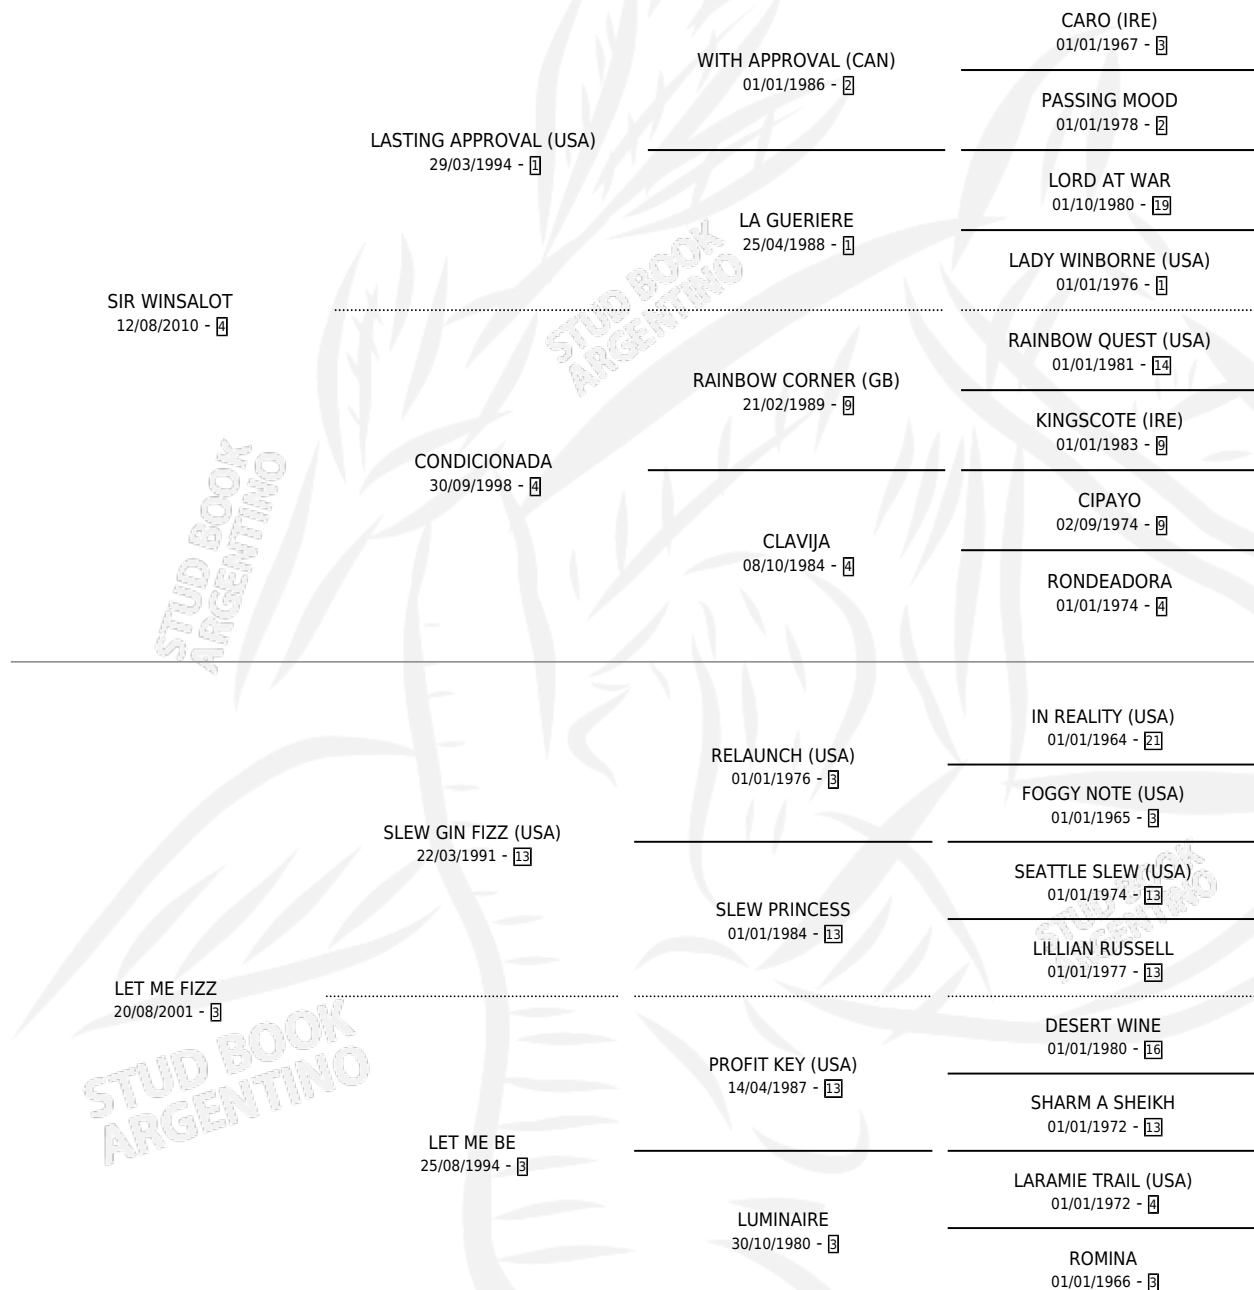 CARO (IRE)
01/01/1967 - 3
WITH APPROVAL (CAN)
01/01/1986 - 2
PASSING MOOD
01/01/1978 - 2
LASTING APPROVAL (USA)
29/03/1994 - 1
LORD AT WAR
01/10/1980 - 19
LA GUERIERE
25/04/1988 - 1
LADY WINBORNE (USA)
01/01/1976 - 1
SIR WINSALOT
12/08/2010 - 4
RAINBOW QUEST (USA)
01/01/1981 - 14
RAINBOW CORNER (GB)
21/02/1989 - 9
KINGSCOTE (IRE)
01/01/1983 - 9
CONDICIONADA
30/09/1998 - 4
CIPAYO
02/09/1974 - 9
CLAVIJA
08/10/1984 - 4
RONDEADORA
01/01/1974 - 4
IN REALITY (USA)
01/01/1964 - 21
RELAUNCH (USA)
01/01/1976 - 3
FOGGY NOTE (USA)
01/01/1965 - 3
SLEW GIN FIZZ (USA)
22/03/1991 - 13
SEATTLE SLEW (USA)
01/01/1974 - 13
SLEW PRINCESS
01/01/1984 - 13
LILLIAN RUSSELL
01/01/1977 - 13
LET ME FIZZ
20/08/2001 - 3
DESERT WINE
01/01/1980 - 16
PROFIT KEY (USA)
14/04/1987 - 13
SHARM A SHEIKH
01/01/1972 - 13
LET ME BE
25/08/1994 - 3
LARAMIE TRAIL (USA)
01/01/1972 - 4
LUMINAIRE
30/10/1980 - 3
ROMINA
01/01/1966 - 3
STUD BOOK
ARGENTINO
STUD BOOK
ARGENTINO
STUD BOOK
ARGENTINO
STUD BOOK
ARGENTINO